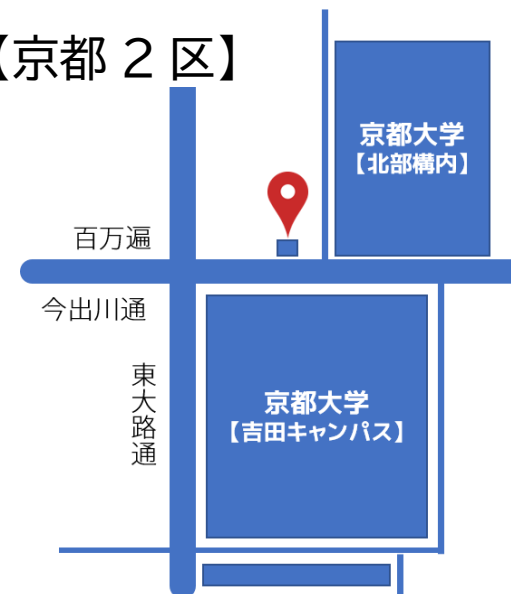 【京都２区】
京都大学
【北部構内】
百万遍
今出川通
東大路通
京都大学
【吉田キャンパス】